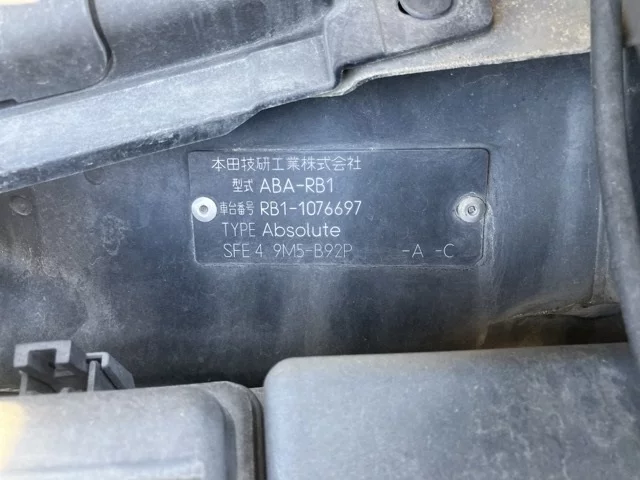 本田技研工業株式会社
型式 ABA-RB1
車台番号 RB1-1076697
TYPE Absolute
SFE 4. 9M5-B92P -A -C